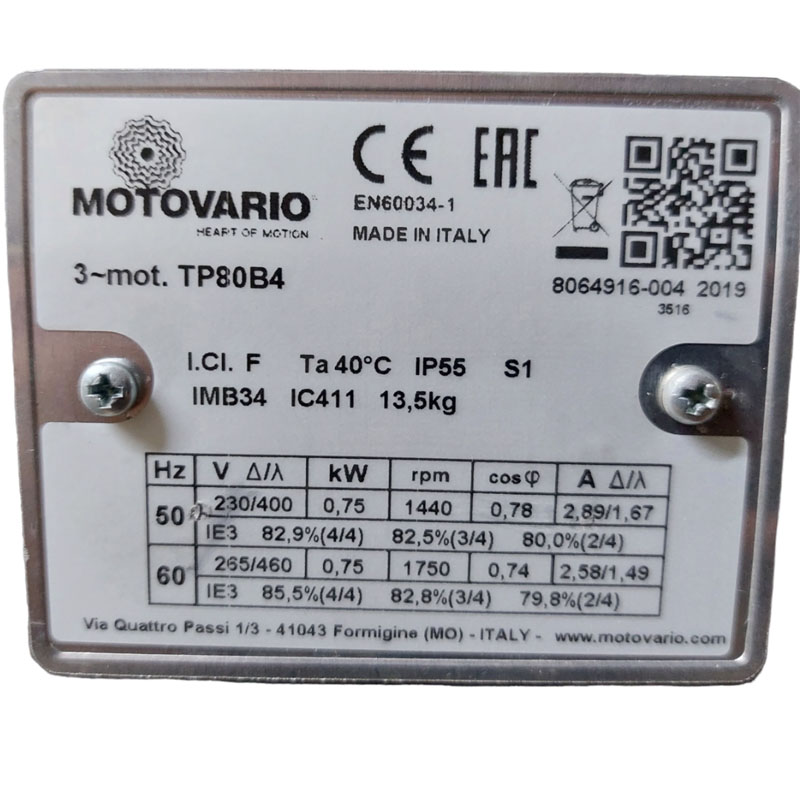 CE EAC
MOTOVARIO
HEART OF MOTION
EN60034-1
MADE IN ITALY
3~mot. TP80B4
8064916-004 2019
3516
I.Cl. F Ta 40°C IP55 S1
IMB34 IC411 13,5kg
Hz V Δ/λ kW rpm cosφ A Δ/λ
50 230/400 0,75 1440 0,78 2,89/1,67
IE3 82,9%(4/4) 82,5%(3/4) 80,0%(2/4)
60 265/460 0,75 1750 0,74 2,58/1,49
IE3 85,5%(4/4) 82,8%(3/4) 79,8%(2/4)
Via Quattro Passi 1/3 - 41043 Formigine (MO) - ITALY - www.motovario.com